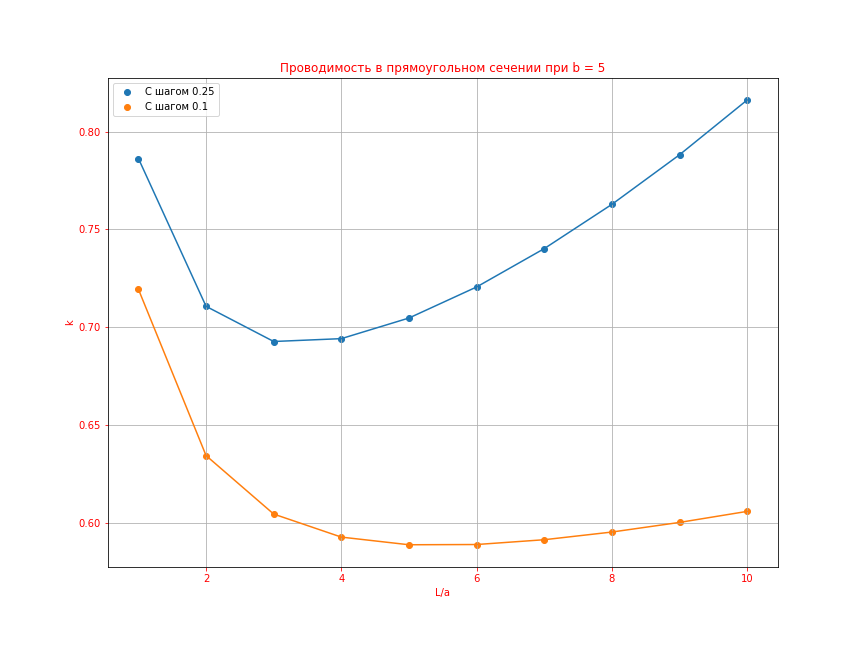 Проводимость в прямоугольном сечении при b = 5
С шагом 0.25
С шагом 0.1
0.80
0.75
0.70
0.65
0.60
k
2 4 6 8 10
L/a